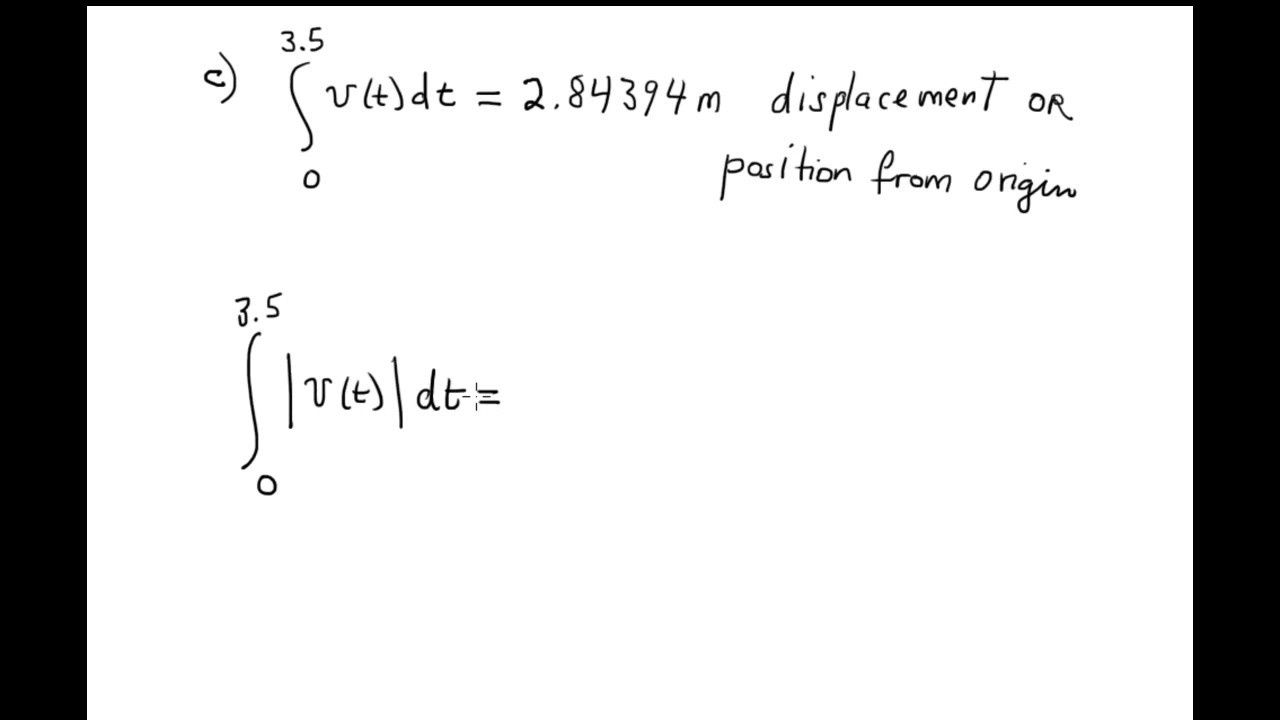 c) ∫₀^3.5 v(t) dt = 2.84394 m displacement OR
position from origin
∫₀^3.5 |v(t)| dt =